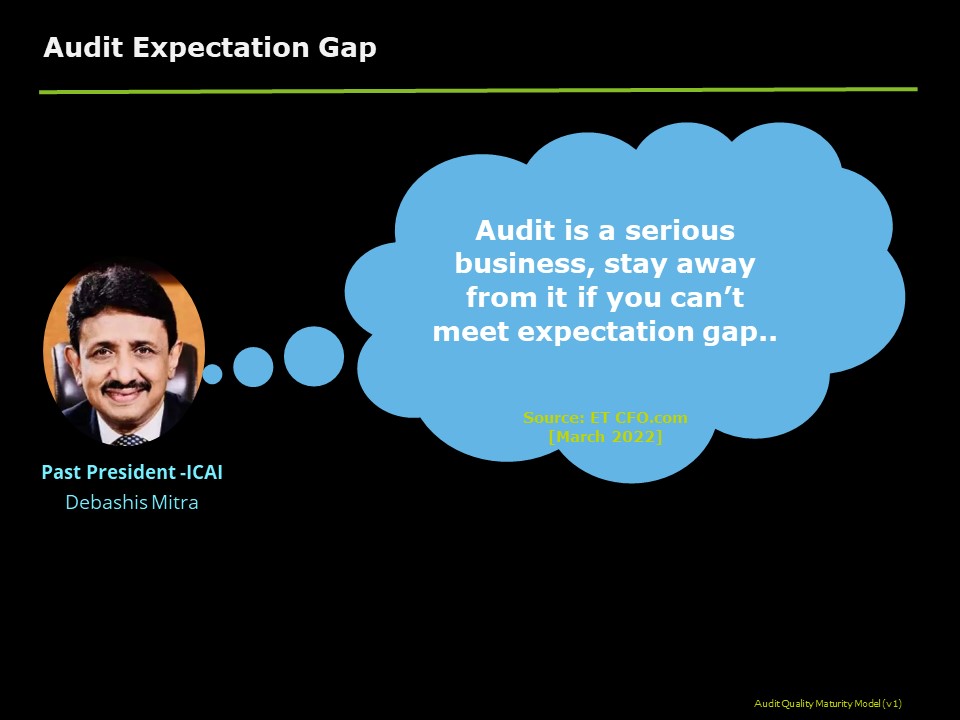 Audit Expectation Gap
Audit is a serious
business, stay away
from it if you can’t
meet expectation gap..
Source: ET CFO.com
[March 2022]
Past President -ICAI
Debashis Mitra
Audit Quality Maturity Model (v1)